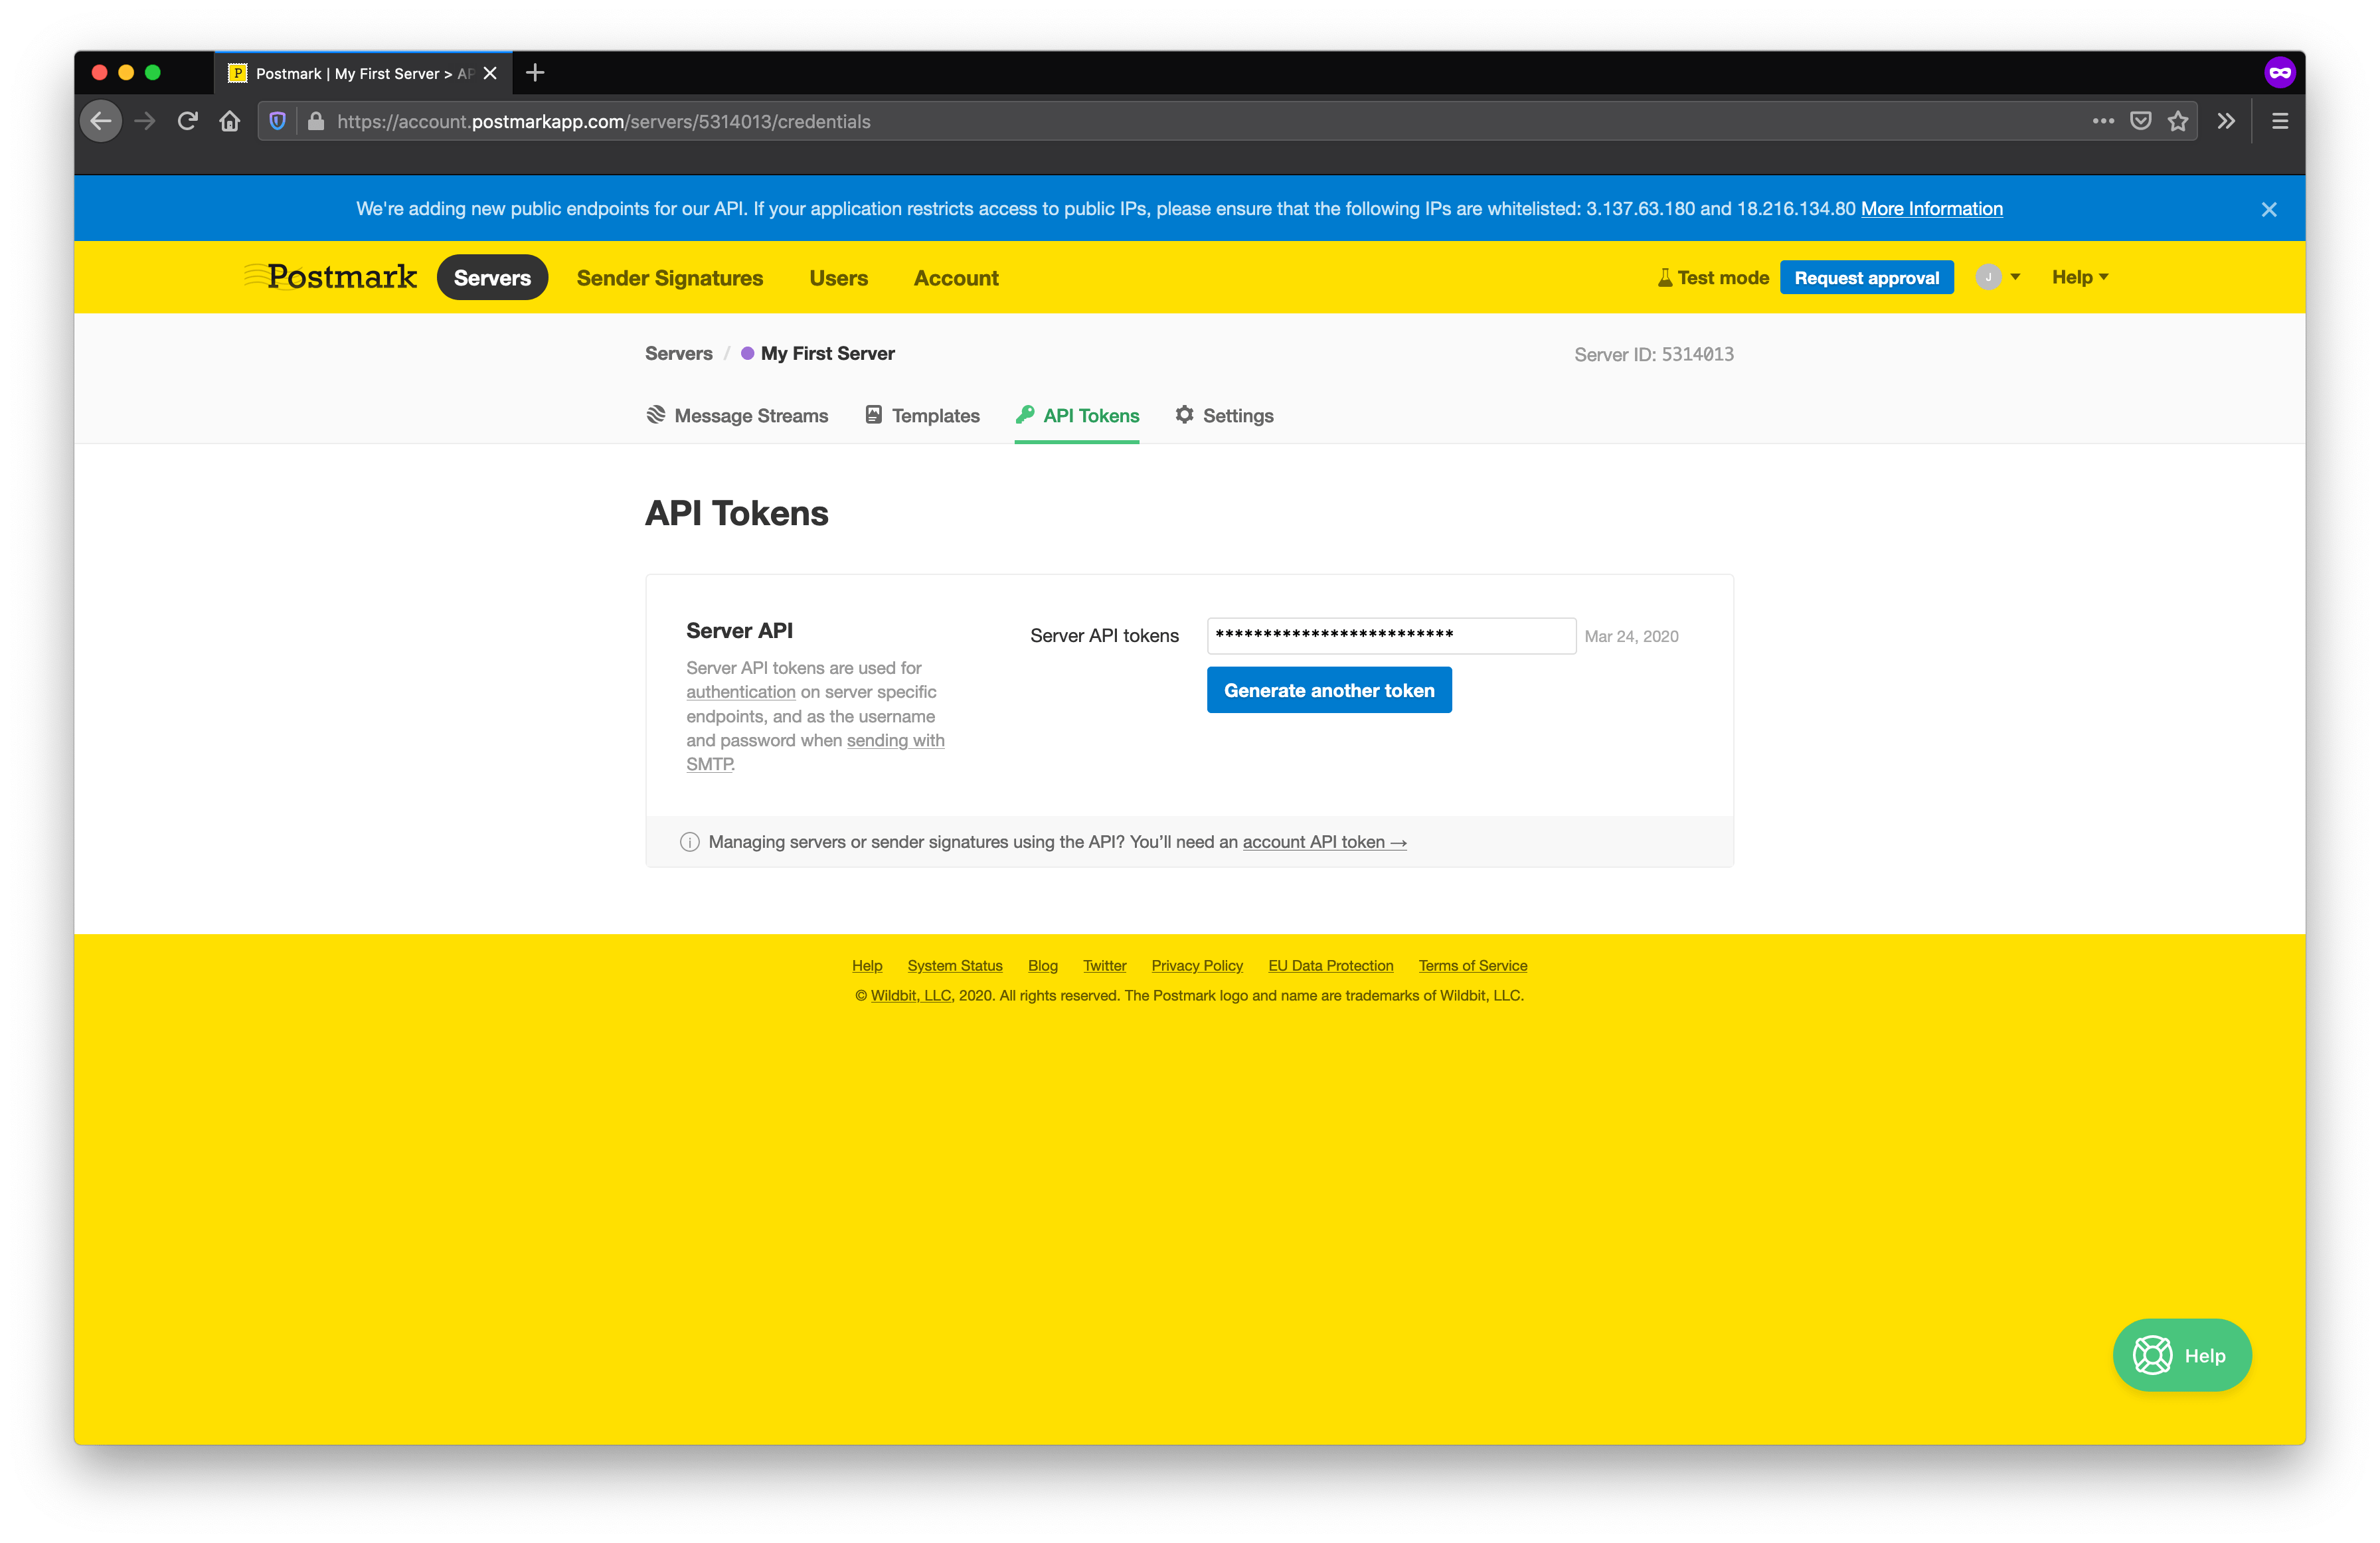 Postmark | My First Server > AP
https://account.postmarkapp.com/servers/5314013/credentials
We're adding new public endpoints for our API. If your application restricts access to public IPs, please ensure that the following IPs are whitelisted: 3.137.63.180 and 18.216.134.80 More Information
Postmark Servers Sender Signatures Users Account Test mode Request approval J Help
Servers / My First Server Server ID: 5314013
Message Streams Templates API Tokens Settings
API Tokens
Server API
Server API tokens are used for
authentication on server specific
endpoints, and as the username
and password when sending with
SMTP.
Server API tokens ************************* Mar 24, 2020
Generate another token
Managing servers or sender signatures using the API? You’ll need an account API token →
Help System Status Blog Twitter Privacy Policy EU Data Protection Terms of Service
© Wildbit, LLC, 2020. All rights reserved. The Postmark logo and name are trademarks of Wildbit, LLC.
Help